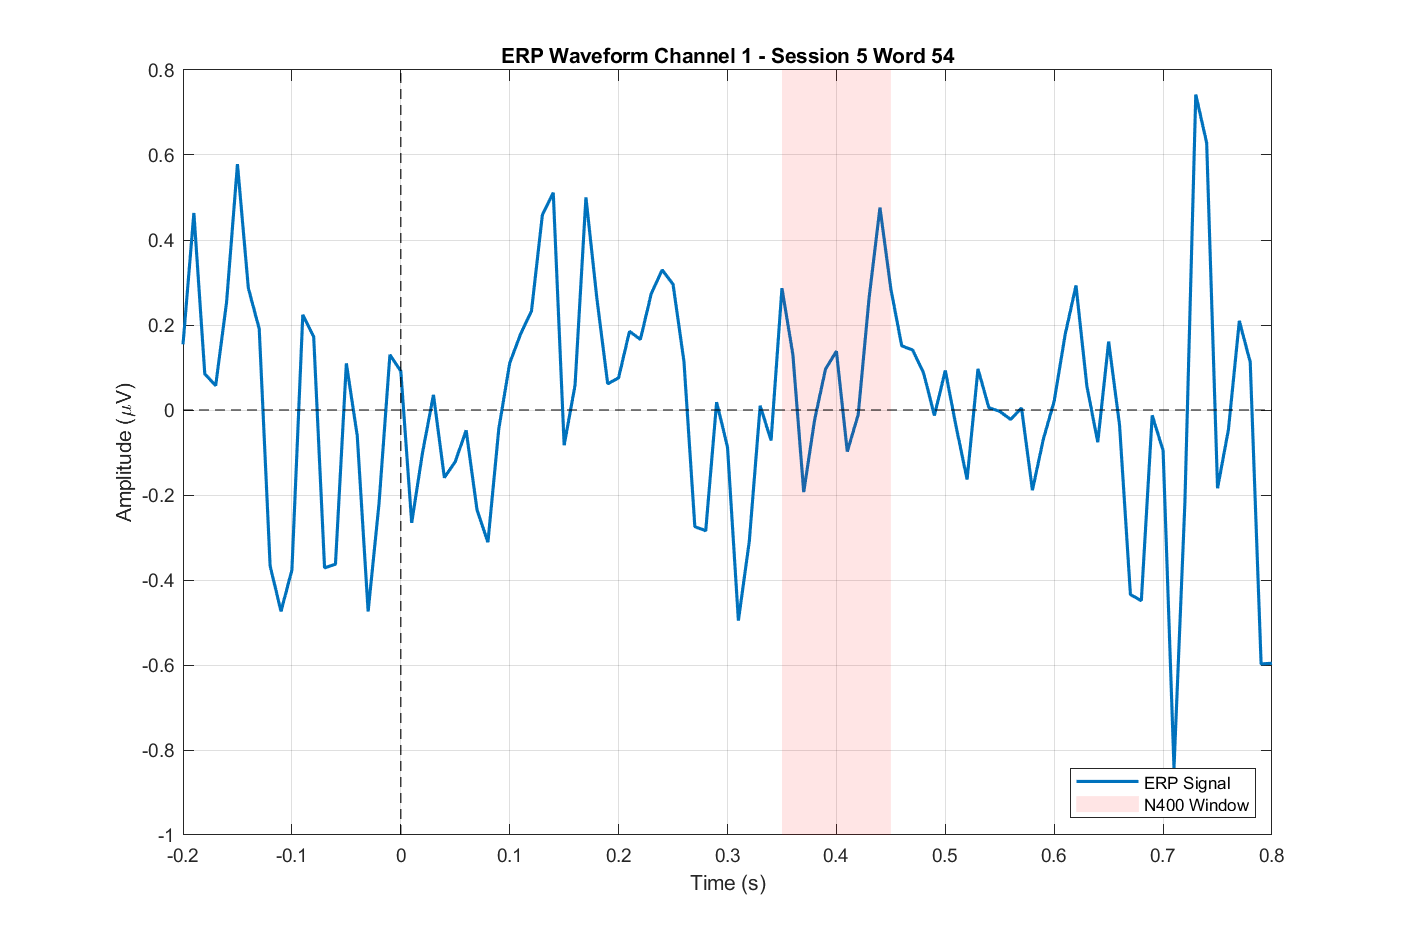 ERP Waveform Channel 1 - Session 5 Word 54
0.8
0.6
0.4
0.2
0
-0.2
-0.4
-0.6
-0.8
-1
Amplitude (μV)
-0.2 -0.1 0 0.1 0.2 0.3 0.4 0.5 0.6 0.7 0.8
Time (s)
ERP Signal
N400 Window